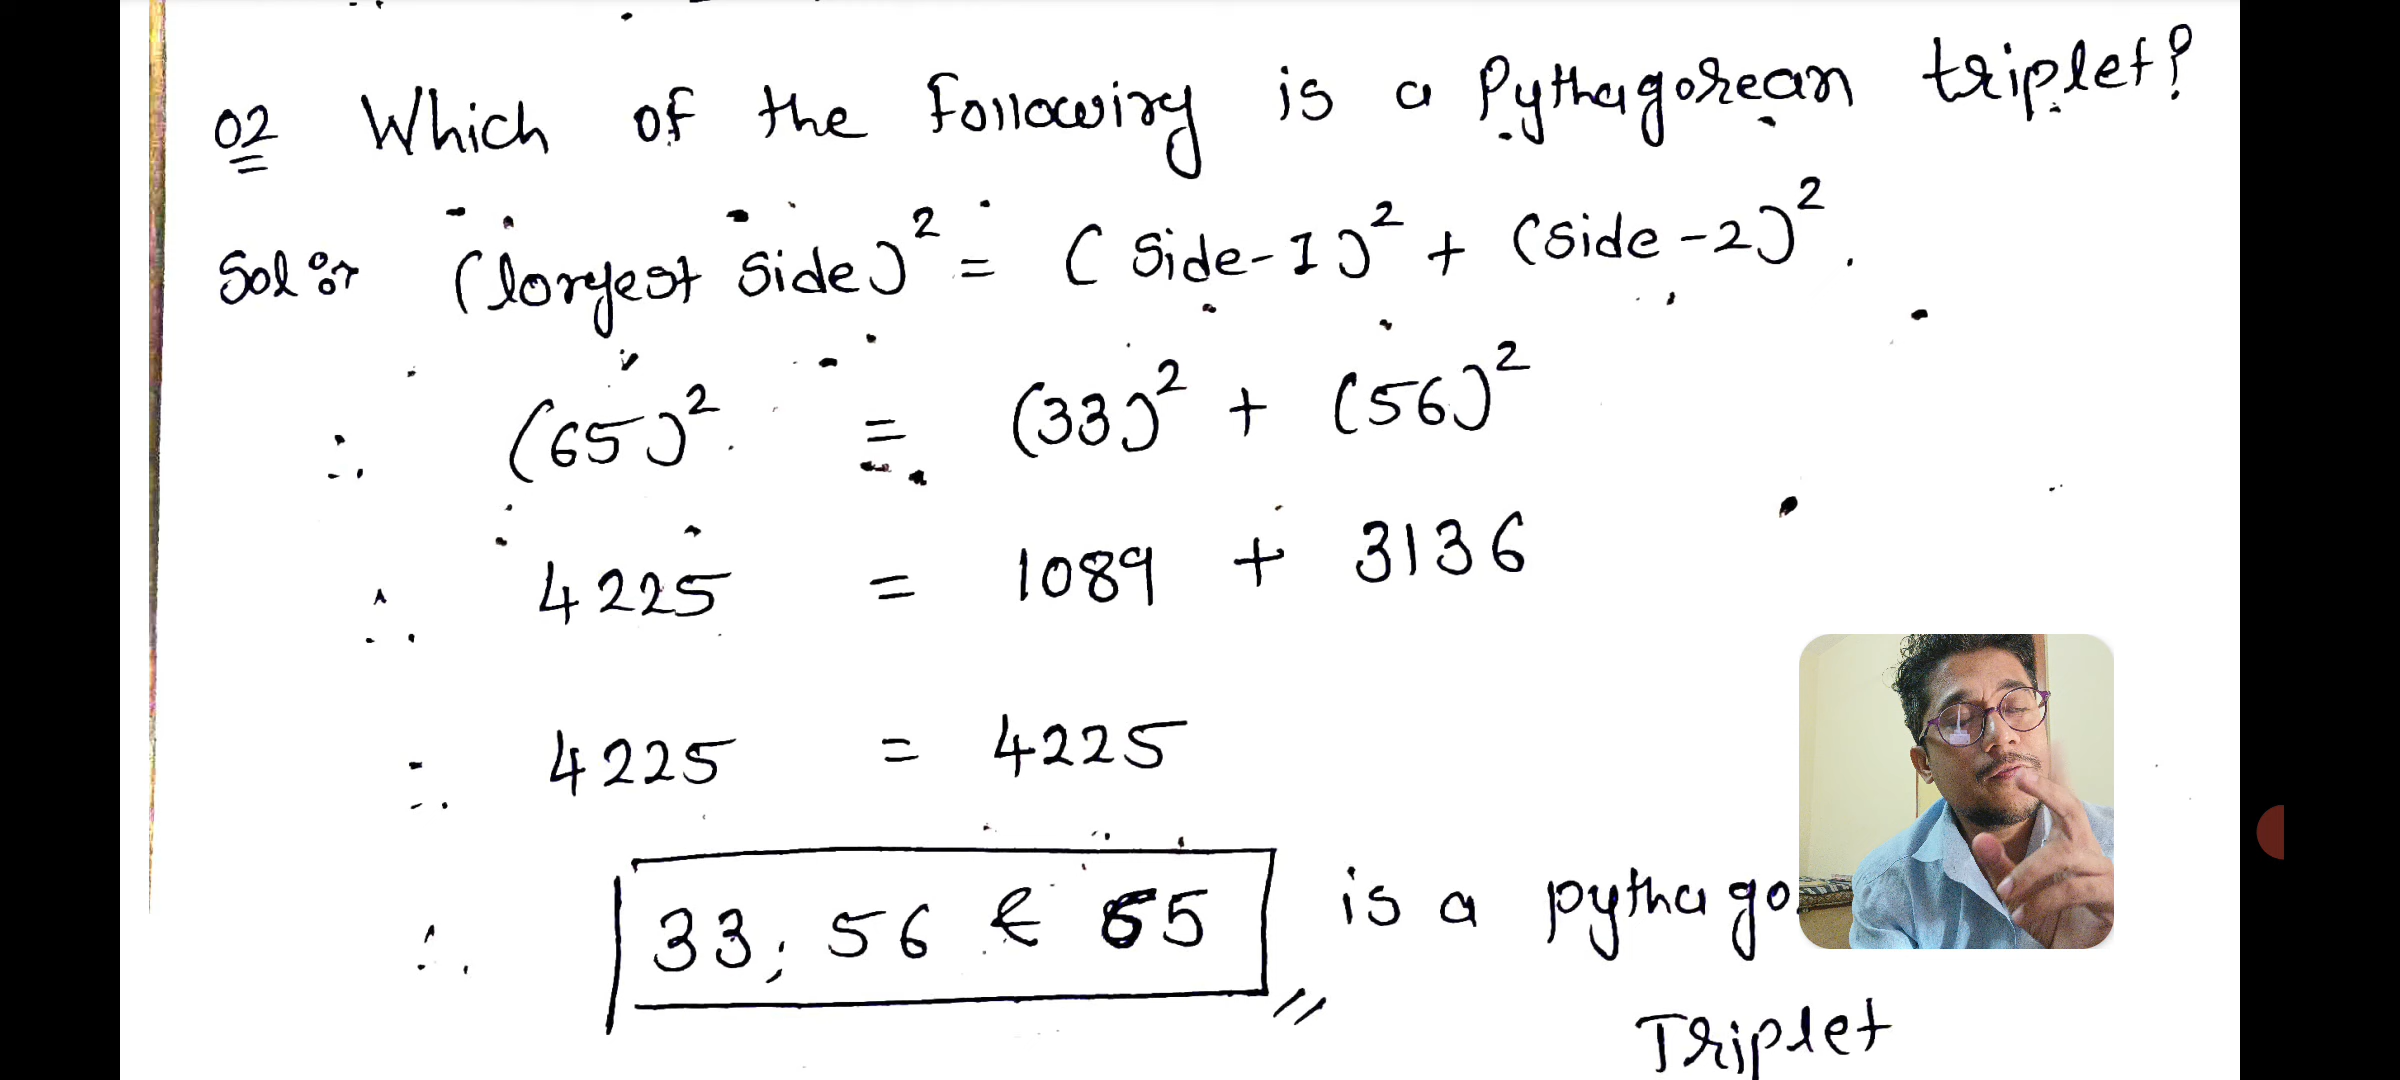 Q2 Which of the following is a Pythagorean triplet?
Sol:→ (longest side)² = (side-1)² + (side-2)².
∴ (65)² = (33)² + (56)²
∴ 4225 = 1089 + 3136
∴ 4225 = 4225
∴ 33, 56 & 65 is a pythago
Triplet